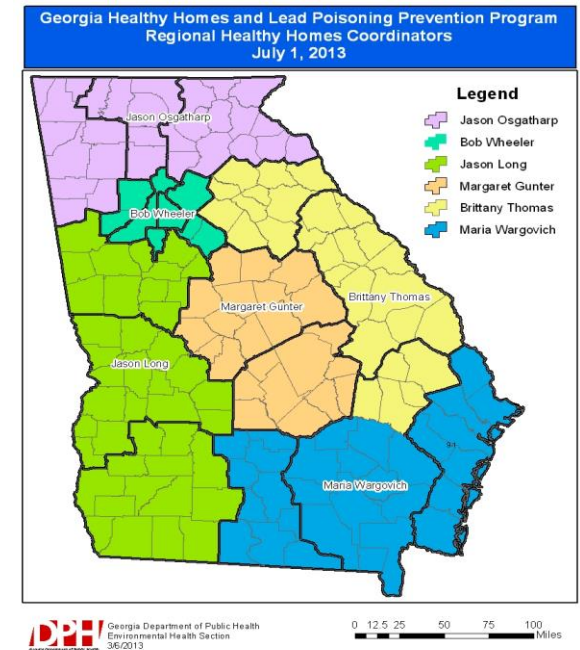 Georgia Healthy Homes and Lead Poisoning Prevention Program
Regional Healthy Homes Coordinators
July 1, 2013
Legend
Jason Osgatharp
Bob Wheeler
Jason Long
Margaret Gunter
Brittany Thomas
Maria Wargovich
Jason Osgatharp
Bob Wheeler
Brittany Thomas
Margaret Gunter
Jason Long
9-1
Maria Wargovich
DPH
Georgia Department of Public Health
Environmental Health Section
3/6/2013
0 12.5 25 50 75 100
Miles